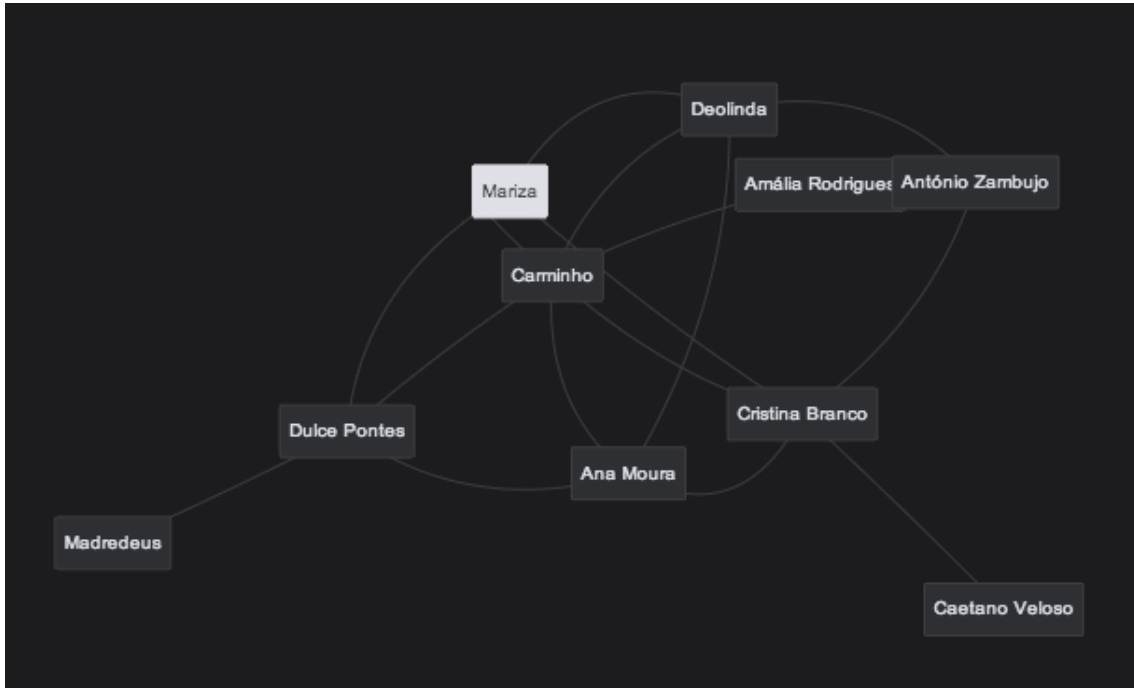 Deolinda
Mariza
Amália Rodrigues
António Zambujo
Carminho
Cristina Branco
Dulce Pontes
Ana Moura
Madredeus
Caetano Veloso